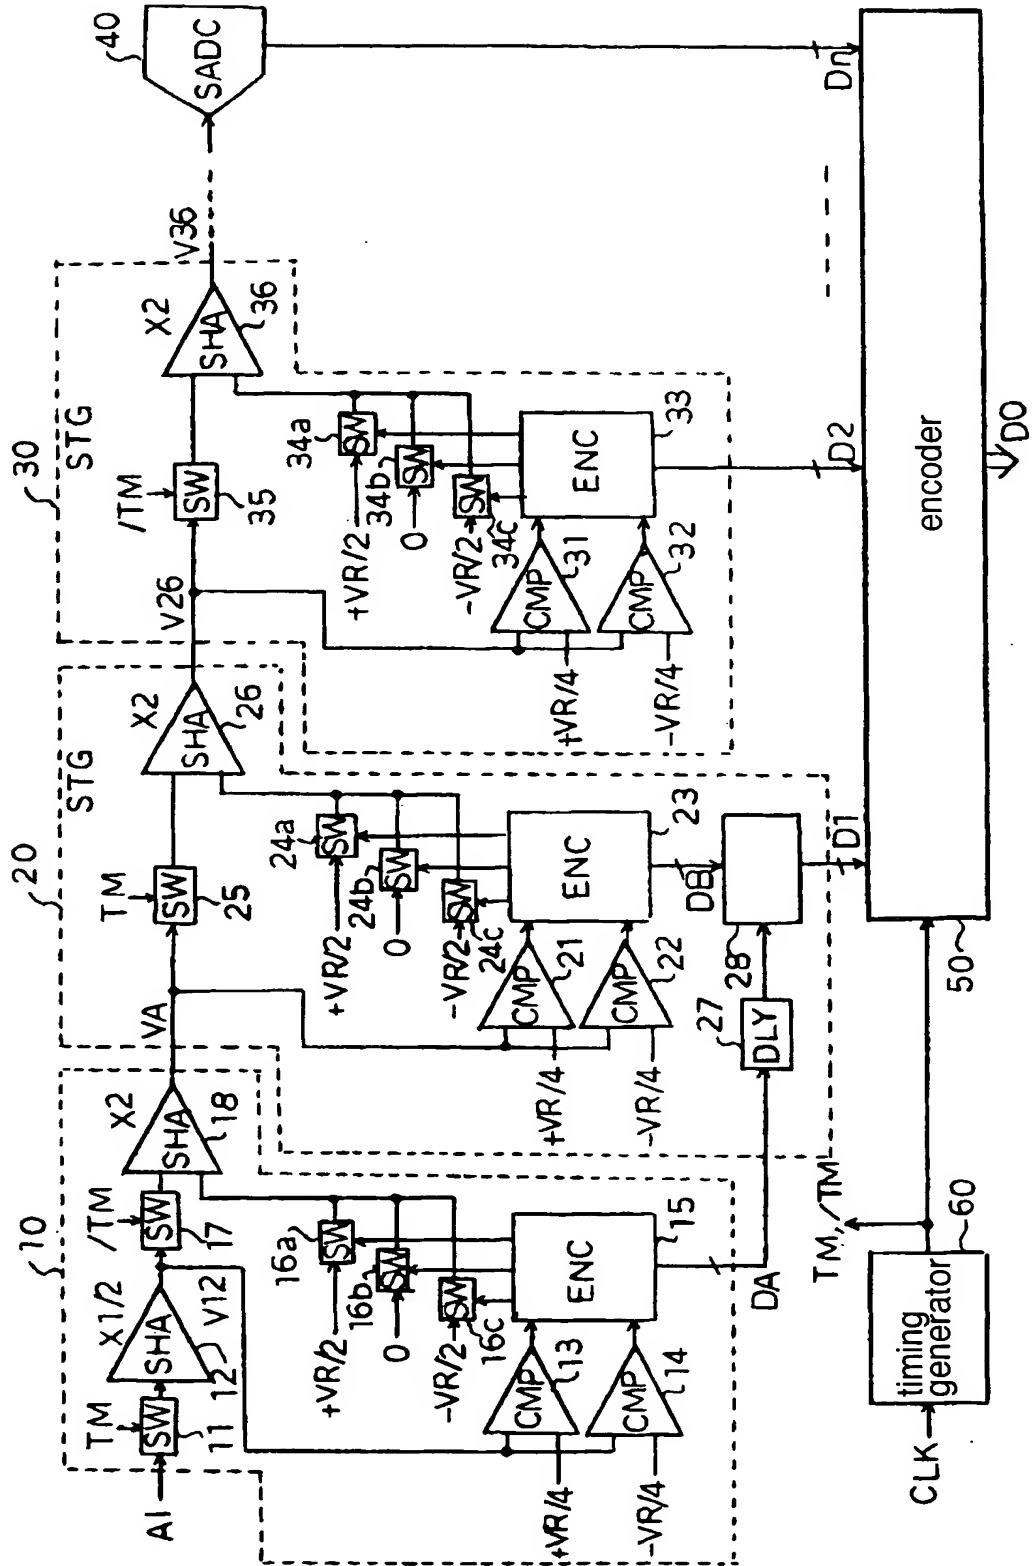 10
TM
SW
11
AI
X1/2
SHA
12
V12
/TM
SW
17
X2
SHA
18
16a
SW
+VR/2
16b
SW
0
SW
-VR/2
16c
CMP
13
+VR/4
CMP
14
-VR/4
ENC
15
DA
20
STG
VA
TM
SW
25
X2
SHA
26
24a
SW
+VR/2
24b
SW
0
SW
-VR/2
24c
CMP
21
+VR/4
CMP
22
-VR/4
ENC
23
DB
27
DLY
28
D1
30
STG
V26
/TM
SW
35
X2
SHA
36
V36
34a
SW
+VR/2
34b
SW
0
SW
-VR/2
34c
CMP
31
+VR/4
CMP
32
-VR/4
ENC
33
D2
40
SADC
Dn
TM,/TM
CLK
timing
generator
60
50
encoder
DO